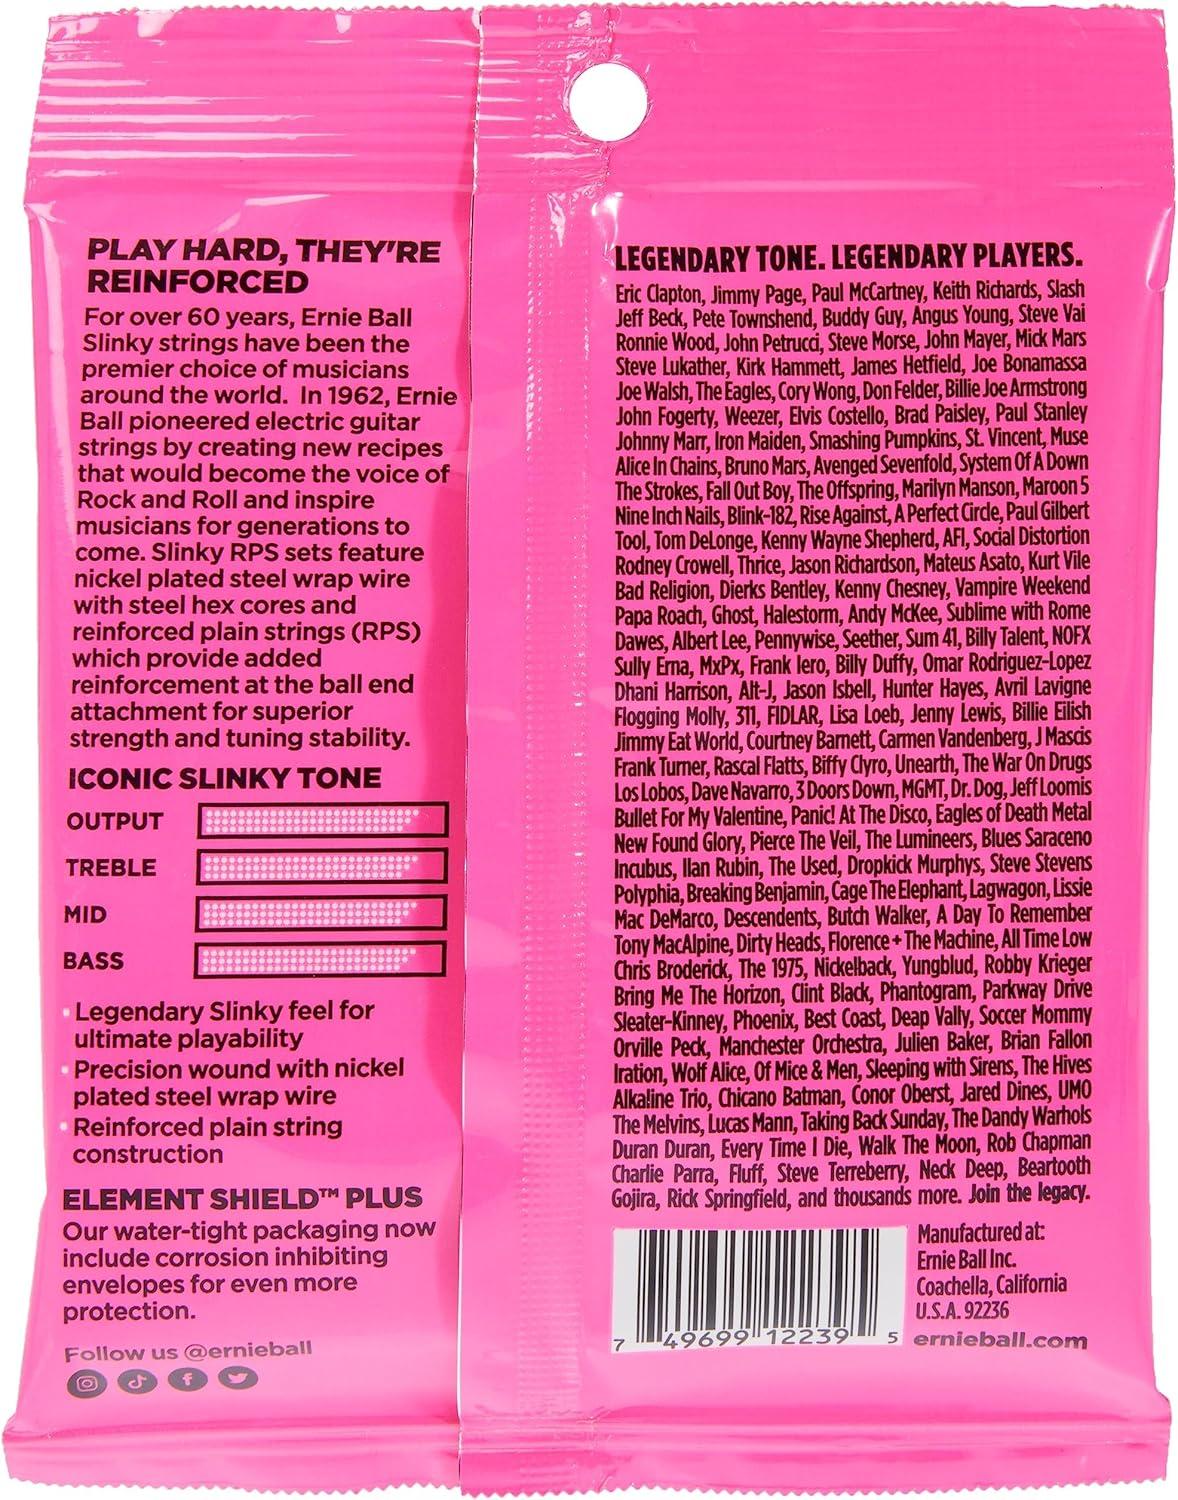 PLAY HARD, THEY'RE
REINFORCED
For over 60 years, Ernie Ball
Slinky strings have been the
premier choice of musicians
around the world. In 1962, Ernie
Ball pioneered electric guitar
strings by creating new recipes
that would become the voice of
Rock and Roll and inspire
musicians for generations to
come. Slinky RPS sets feature
nickel plated steel wrap wire
with steel hex cores and
reinforced plain strings (RPS)
which provide added
reinforcement at the ball end
attachment for superior
strength and tuning stability.
ICONIC SLINKY TONE
OUTPUT
TREBLE
MID
BASS
• Legendary Slinky feel for
ultimate playability
• Precision wound with nickel
plated steel wrap wire
• Reinforced plain string
construction
ELEMENT SHIELD™ PLUS
Our water-tight packaging now
include corrosion inhibiting
envelopes for even more
protection.
Follow us @ernieball
LEGENDARY TONE. LEGENDARY PLAYERS.
Eric Clapton, Jimmy Page, Paul McCartney, Keith Richards, Slash
Jeff Beck, Pete Townshend, Buddy Guy, Angus Young, Steve Vai
Ronnie Wood, John Petrucci, Steve Morse, John Mayer, Mick Mars
Steve Lukather, Kirk Hammett, James Hetfield, Joe Bonamassa
Joe Walsh, The Eagles, Cory Wong, Don Felder, Billie Joe Armstrong
John Fogerty, Weezer, Elvis Costello, Brad Paisley, Paul Stanley
Johnny Marr, Iron Maiden, Smashing Pumpkins, St. Vincent, Muse
Alice In Chains, Bruno Mars, Avenged Sevenfold, System Of A Down
The Strokes, Fall Out Boy, The Offspring, Marilyn Manson, Maroon 5
Nine Inch Nails, Blink-182, Rise Against, A Perfect Circle, Paul Gilbert
Tool, Tom DeLonge, Kenny Wayne Shepherd, AFI, Social Distortion
Rodney Crowell, Thrice, Jason Richardson, Mateus Asato, Kurt Vile
Bad Religion, Dierks Bentley, Kenny Chesney, Vampire Weekend
Papa Roach, Ghost, Halestorm, Andy McKee, Sublime with Rome
Dawes, Albert Lee, Pennywise, Seether, Sum 41, Billy Talent, NOFX
Sully Erna, MxPx, Frank Iero, Billy Duffy, Omar Rodriguez-Lopez
Dhani Harrison, Alt-J, Jason Isbell, Hunter Hayes, Avril Lavigne
Flogging Molly, 311, FIDLAR, Lisa Loeb, Jenny Lewis, Billie Eilish
Jimmy Eat World, Courtney Barnett, Carmen Vandenberg, J Mascis
Frank Turner, Rascal Flatts, Biffy Clyro, Unearth, The War On Drugs
Los Lobos, Dave Navarro, 3 Doors Down, MGMT, Dr. Dog, Jeff Loomis
Bullet For My Valentine, Panic! At The Disco, Eagles of Death Metal
New Found Glory, Pierce The Veil, The Lumineers, Blues Saraceno
Incubus, Ilan Rubin, The Used, Dropkick Murphys, Steve Stevens
Polyphia, Breaking Benjamin, Cage The Elephant, Lagwagon, Lissie
Mac DeMarco, Descendents, Butch Walker, A Day To Remember
Tony MacAlpine, Dirty Heads, Florence + The Machine, All Time Low
Chris Broderick, The 1975, Nickelback, Yungblud, Robby Krieger
Bring Me The Horizon, Clint Black, Phantogram, Parkway Drive
Sleater-Kinney, Phoenix, Best Coast, Deap Vally, Soccer Mommy
Orville Peck, Manchester Orchestra, Julien Baker, Brian Fallon
Iration, Wolf Alice, Of Mice & Men, Sleeping with Sirens, The Hives
Alkaline Trio, Chicano Batman, Conor Oberst, Jared Dines, UMO
The Melvins, Lucas Mann, Taking Back Sunday, The Dandy Warhols
Duran Duran, Every Time I Die, Walk The Moon, Rob Chapman
Charlie Parra, Fluff, Steve Terreberry, Neck Deep, Beartooth
Gojira, Rick Springfield, and thousands more. Join the legacy.
7 49699 12239 5
Manufactured at:
Ernie Ball Inc.
Coachella, California
U.S.A. 92236
ernieball.com